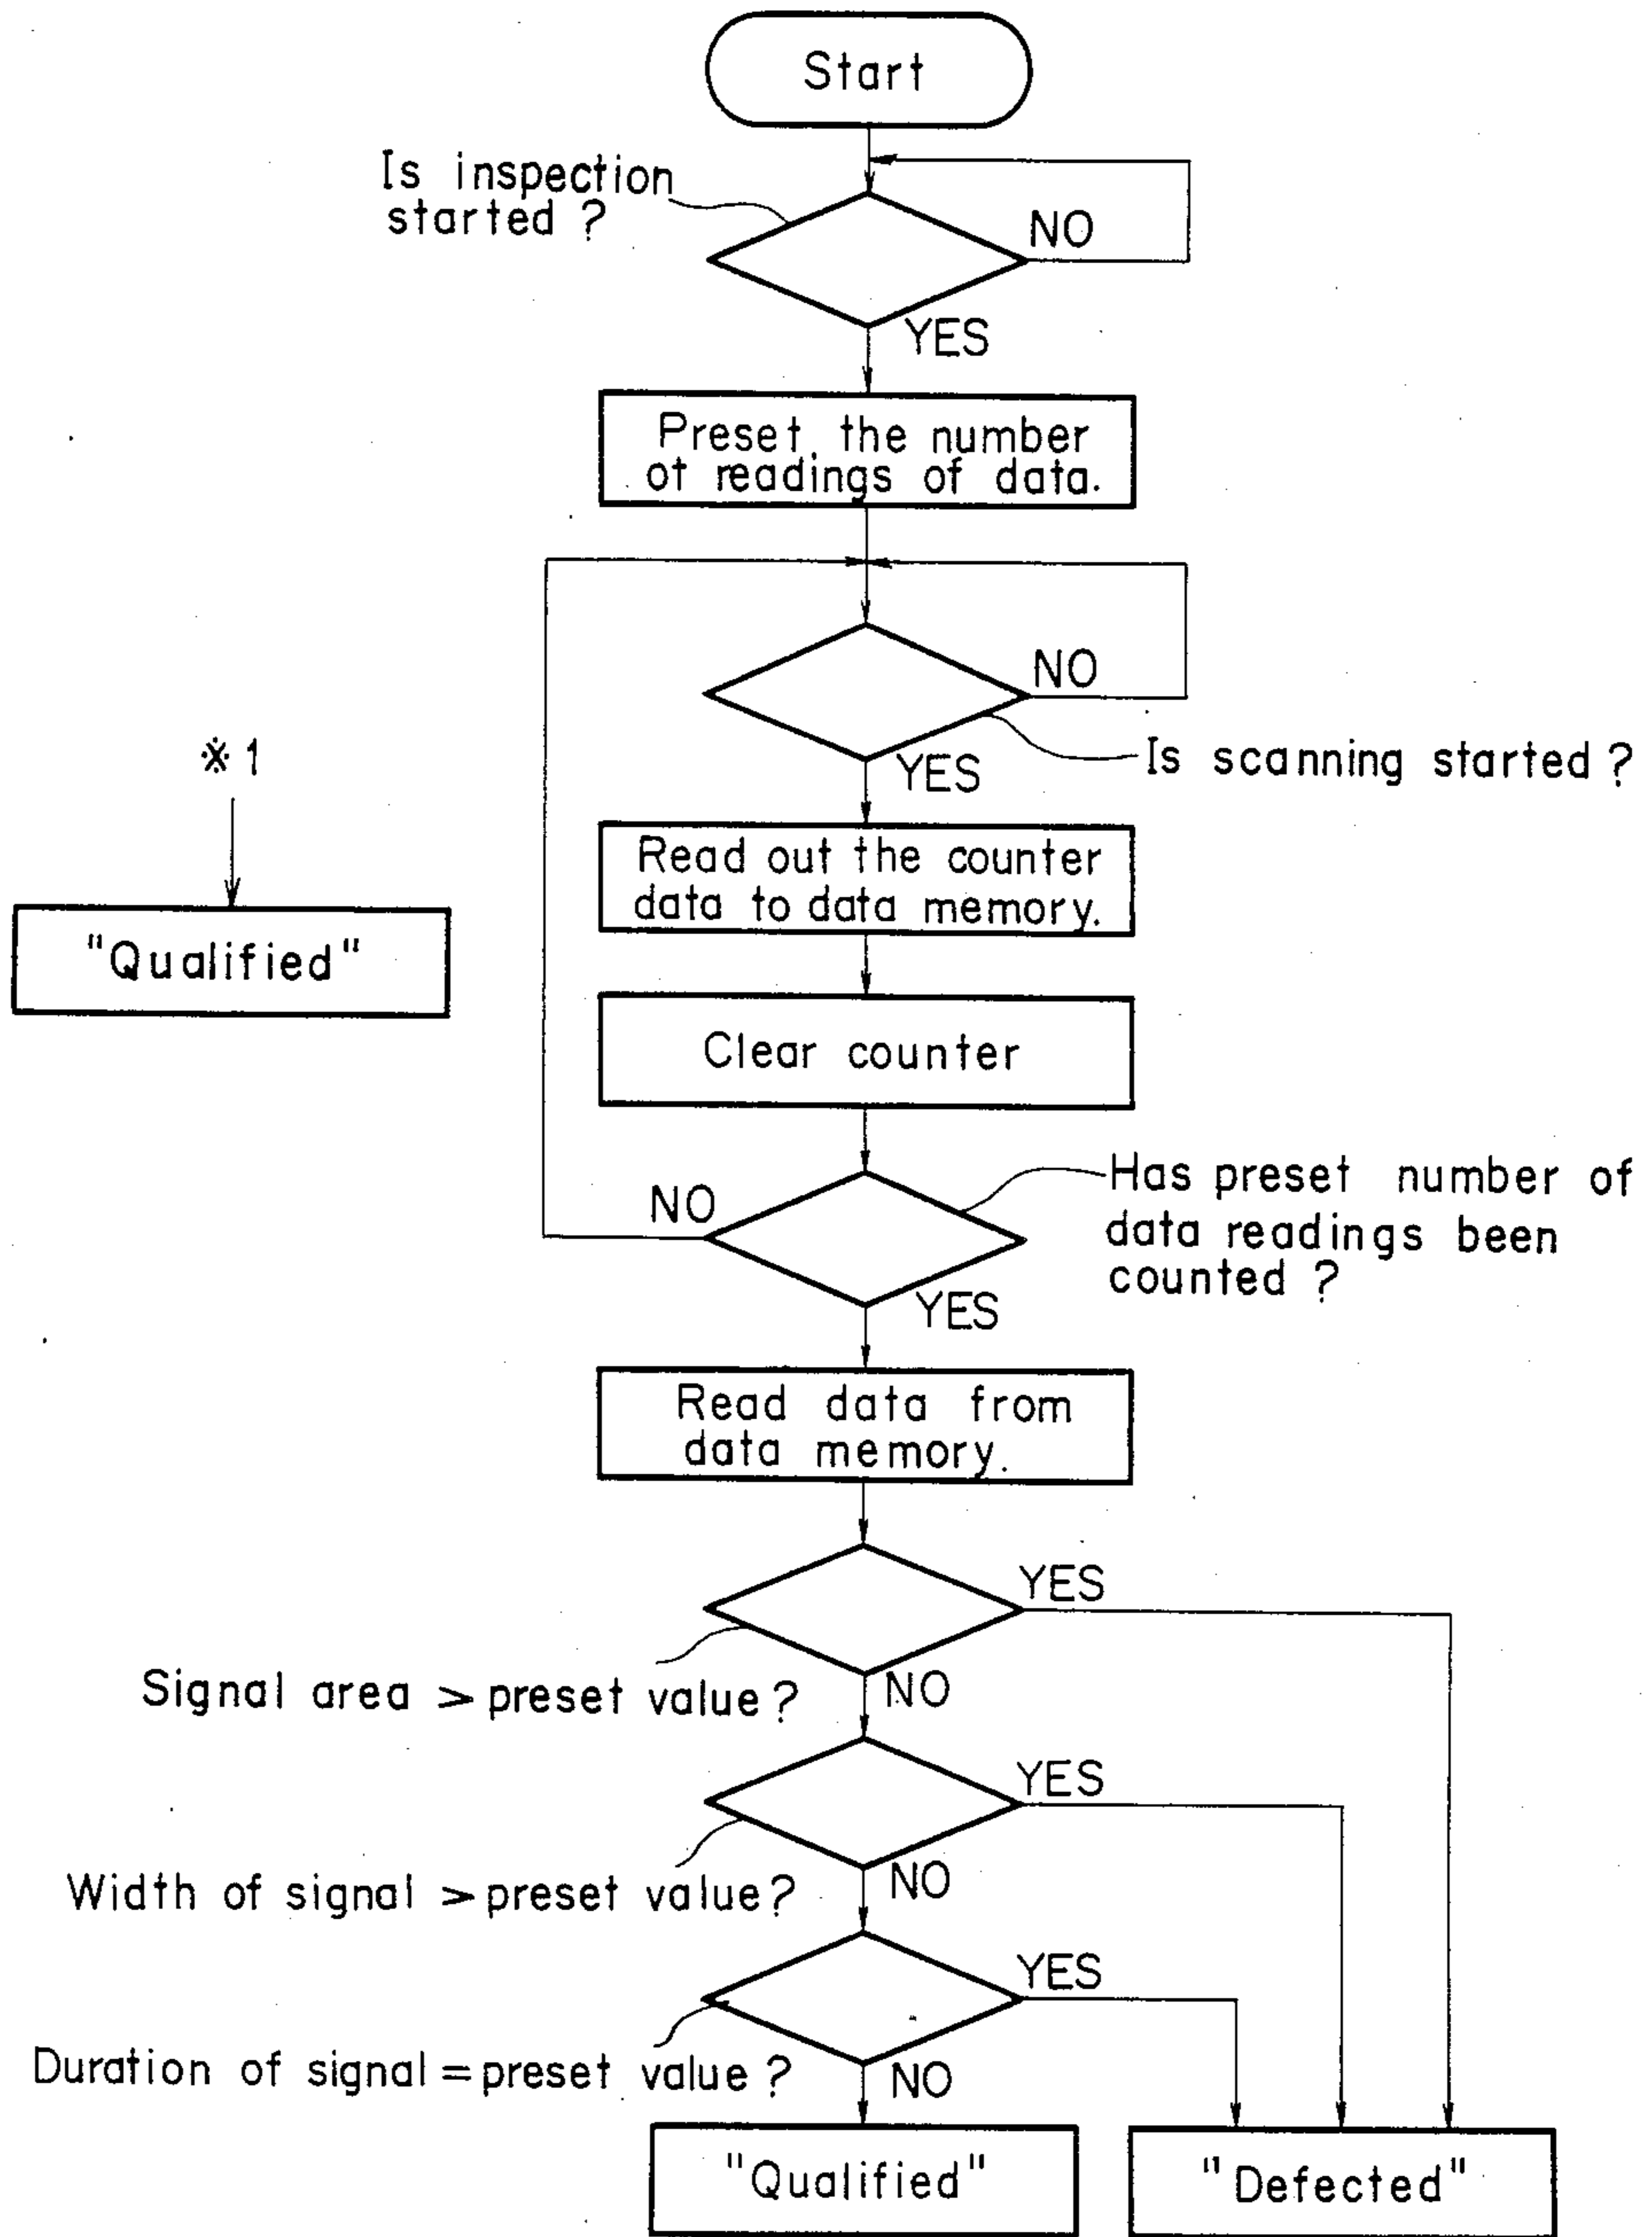 Start
Is inspection
started ?
NO
YES
Preset the number
of readings of data.
NO
Is scanning started ?
YES
※1
Read out the counter
data to data memory.
"Qualified"
Clear counter
Has preset number of
data readings been
counted ?
NO
YES
Read data from
data memory.
YES
Signal area > preset value ?
NO
YES
Width of signal > preset value ?
NO
YES
Duration of signal = preset value ?
NO
"Qualified"
"Defected"